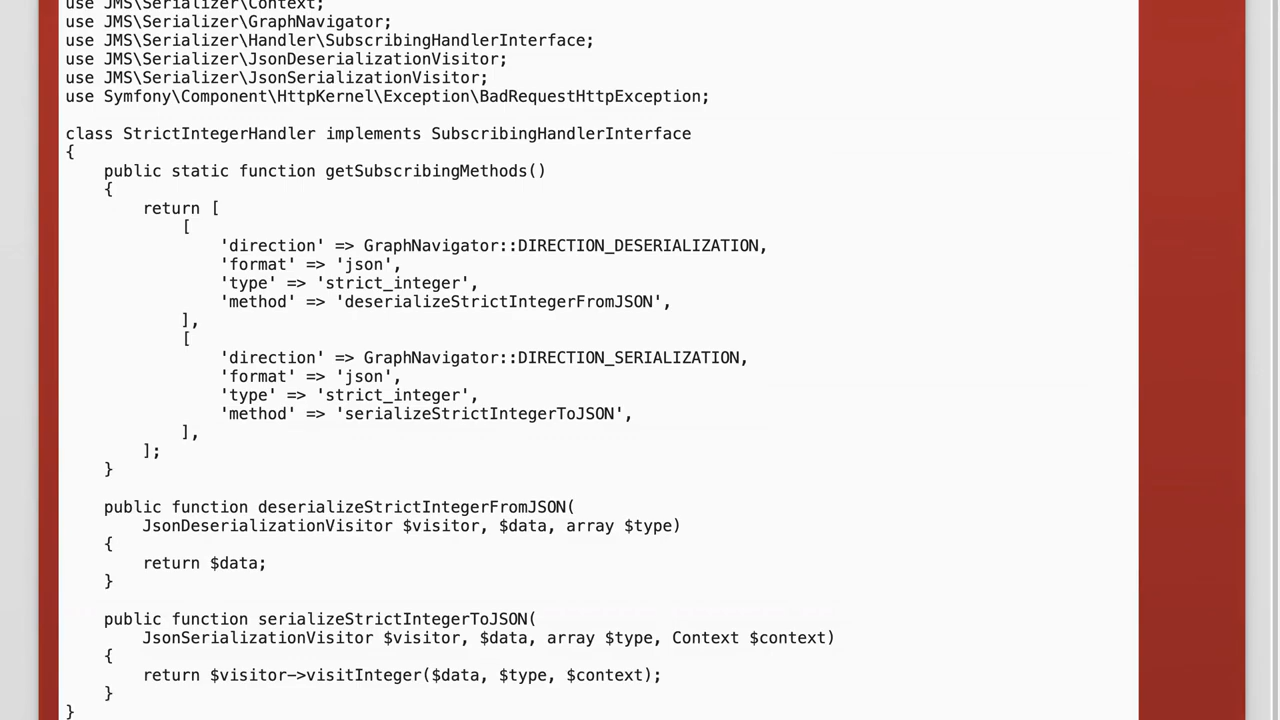 use JMS\Serializer\Context;
use JMS\Serializer\GraphNavigator;
use JMS\Serializer\Handler\SubscribingHandlerInterface;
use JMS\Serializer\JsonDeserializationVisitor;
use JMS\Serializer\JsonSerializationVisitor;
use Symfony\Component\HttpKernel\Exception\BadRequestHttpException;

class StrictIntegerHandler implements SubscribingHandlerInterface
{
    public static function getSubscribingMethods()
    {
        return [
            [
                'direction' => GraphNavigator::DIRECTION_DESERIALIZATION,
                'format' => 'json',
                'type' => 'strict_integer',
                'method' => 'deserializeStrictIntegerFromJSON',
            ],
            [
                'direction' => GraphNavigator::DIRECTION_SERIALIZATION,
                'format' => 'json',
                'type' => 'strict_integer',
                'method' => 'serializeStrictIntegerToJSON',
            ],
        ];
    }

    public function deserializeStrictIntegerFromJSON(
        JsonDeserializationVisitor $visitor, $data, array $type)
    {
        return $data;
    }

    public function serializeStrictIntegerToJSON(
        JsonSerializationVisitor $visitor, $data, array $type, Context $context)
    {
        return $visitor->visitInteger($data, $type, $context);
    }
}